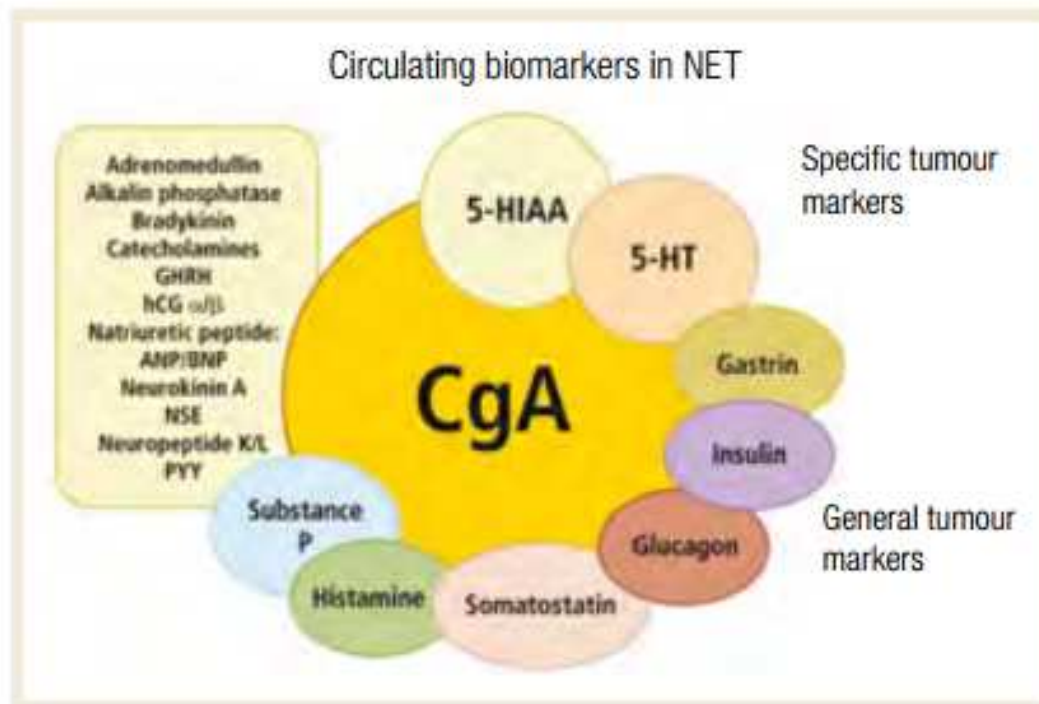 Circulating biomarkers in NET
Adrenomedullin
Alkalin phosphatase
Bradykinin
Catecholamines
GHRH
hCG α/β
Natriuretic peptide:
ANP:BNP
Neurokinin A
NSE
Neuropeptide K/L
PYY
5-HIAA
5-HT
Specific tumour
markers
Gastrin
CgA
Insulin
General tumour
markers
Glucagon
Somatostatin
Histamine
Substance
P